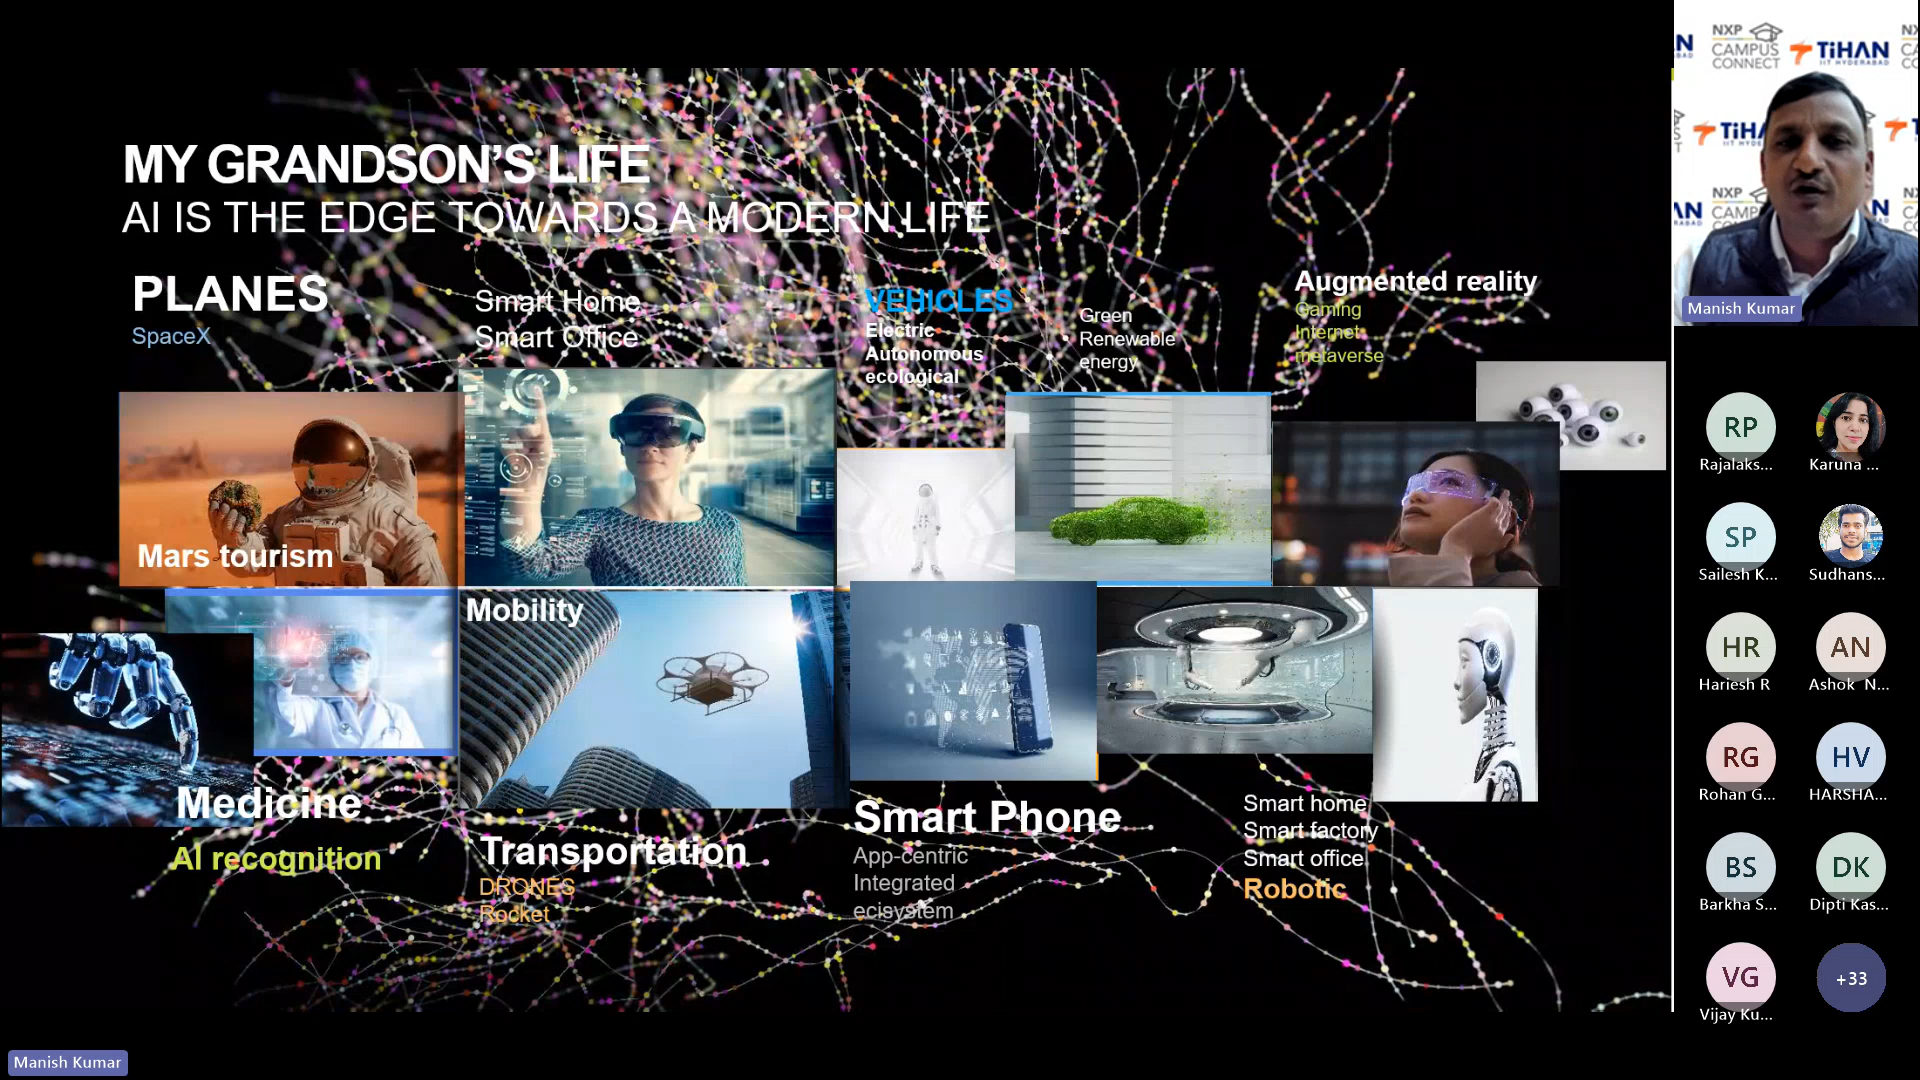 MY GRANDSON'S LIFE
AI IS THE EDGE TOWARDS A MODERN LIFE
PLANES
SpaceX
Smart Home
Smart Office
VEHICLES
Electric
Autonomous
ecological
Green
Renewable
energy
Augmented reality
Gaming
Internet
metaverse
Mars tourism
Mobility
Medicine
AI recognition
Transportation
DRONES
Rocket
Smart Phone
App-centric
Integrated
ecisystem
Smart home
Smart factory
Smart office
Robotic
NXP
CAMPUS
CONNECT
TiHAN
IIT HYDERABAD
Manish Kumar
RP
Rajalaks...
Karuna ...
SP
Sailesh K...
Sudhans...
HR
Hariesh R
AN
Ashok N...
RG
Rohan G...
HV
HARSHA...
BS
Barkha S...
DK
Dipti Kas...
VG
Vijay Ku...
+33
Manish Kumar